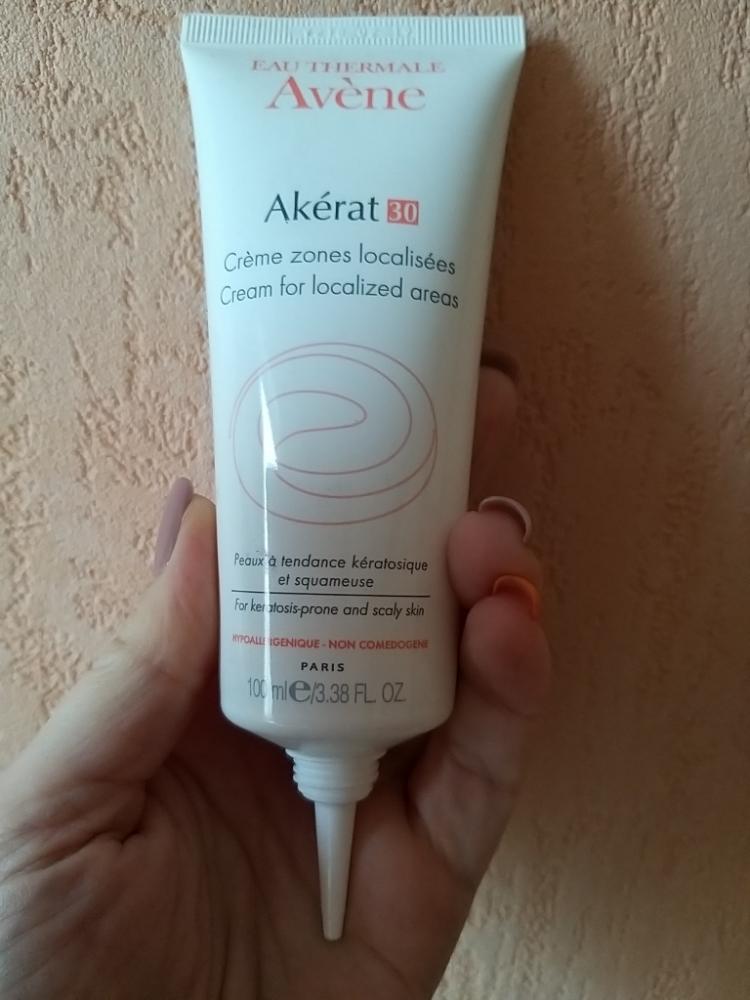 EAU THERMALE
Avène
Akérat 30
Crème zones localisées
Cream for localized areas
Peaux à tendance kératosique
et squameuse
For keratosis-prone and scaly skin
HYPOALLERGENIQUE - NON COMEDOGENE
PARIS
100 ml e/3.38 FL. OZ.